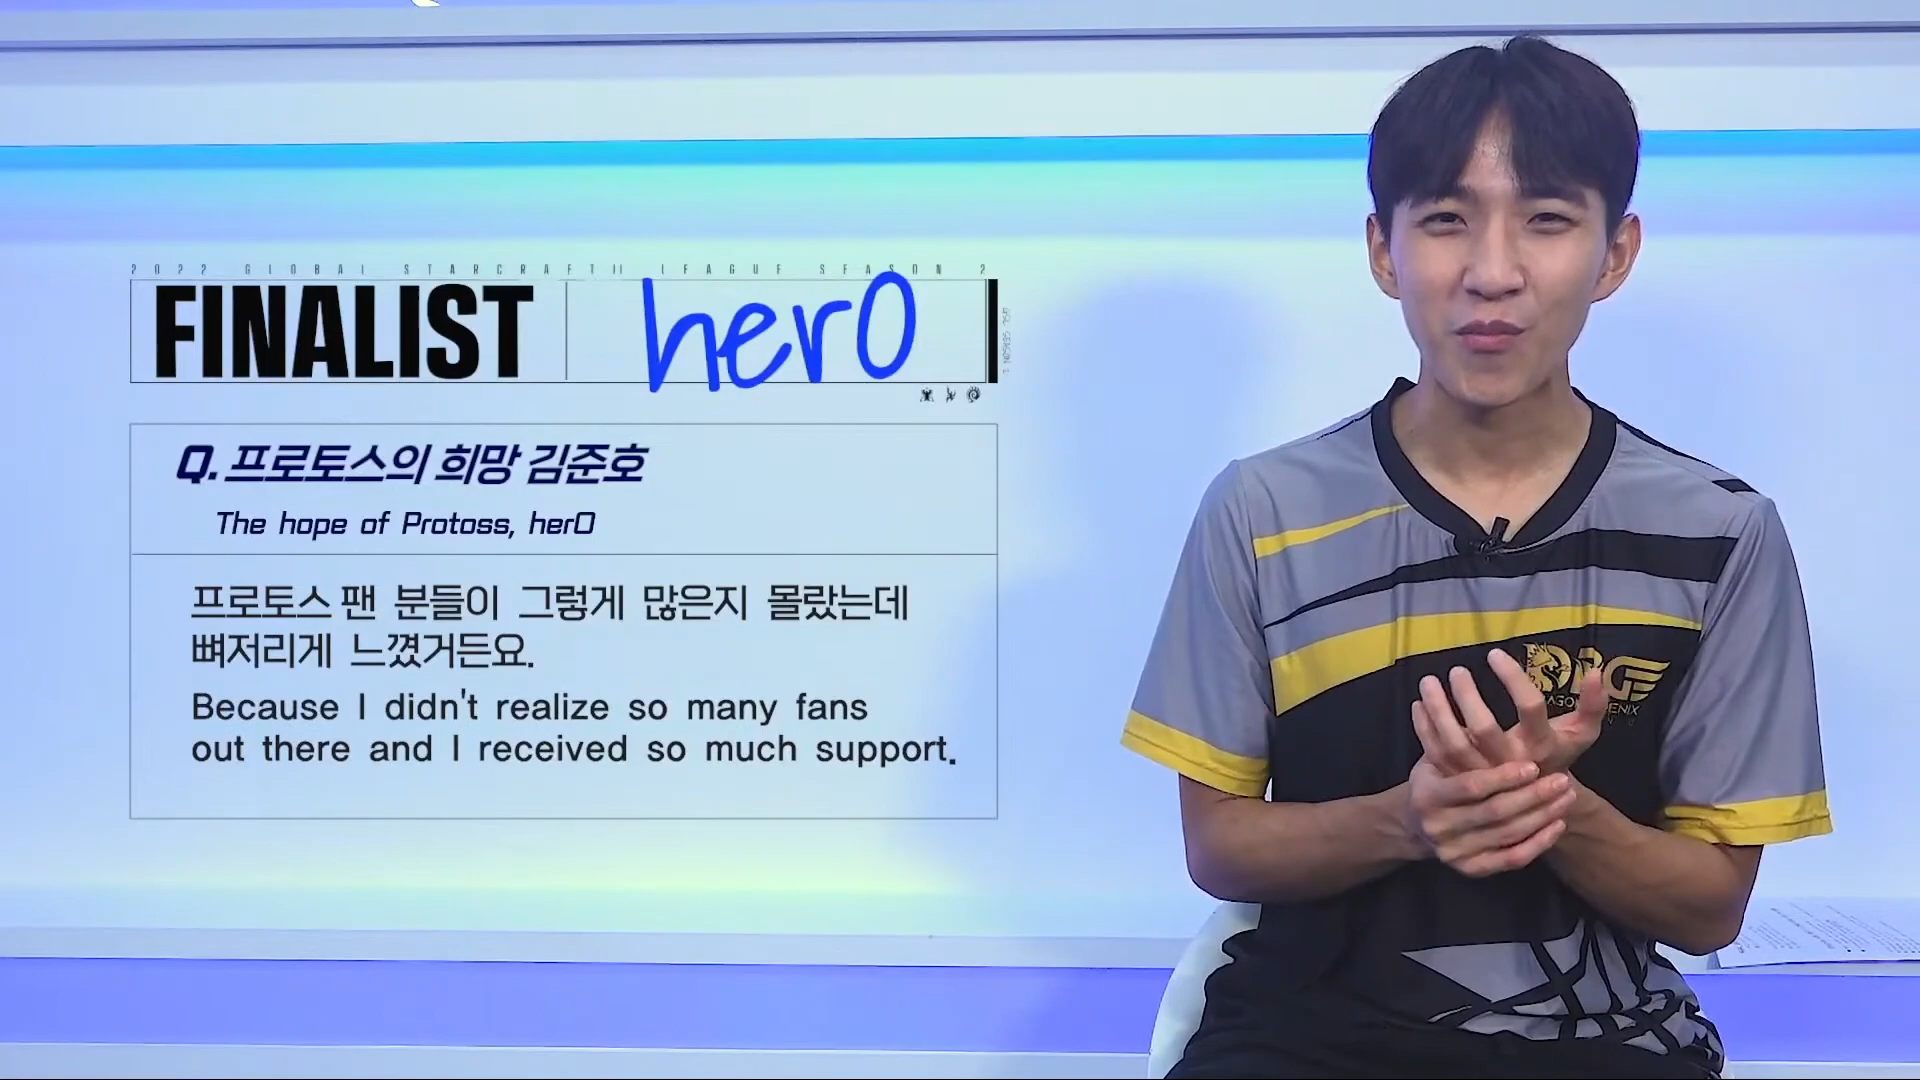 2022 GLOBAL STARCRAFT II LEAGUE SEASON 2
FINALIST
herO
Q. 프로토스의 희망 김준호
The hope of Protoss, herO
프로토스 팬 분들이 그렇게 많은지 몰랐는데
뼈저리게 느꼈거든요.
Because I didn't realize so many fans
out there and I received so much support.